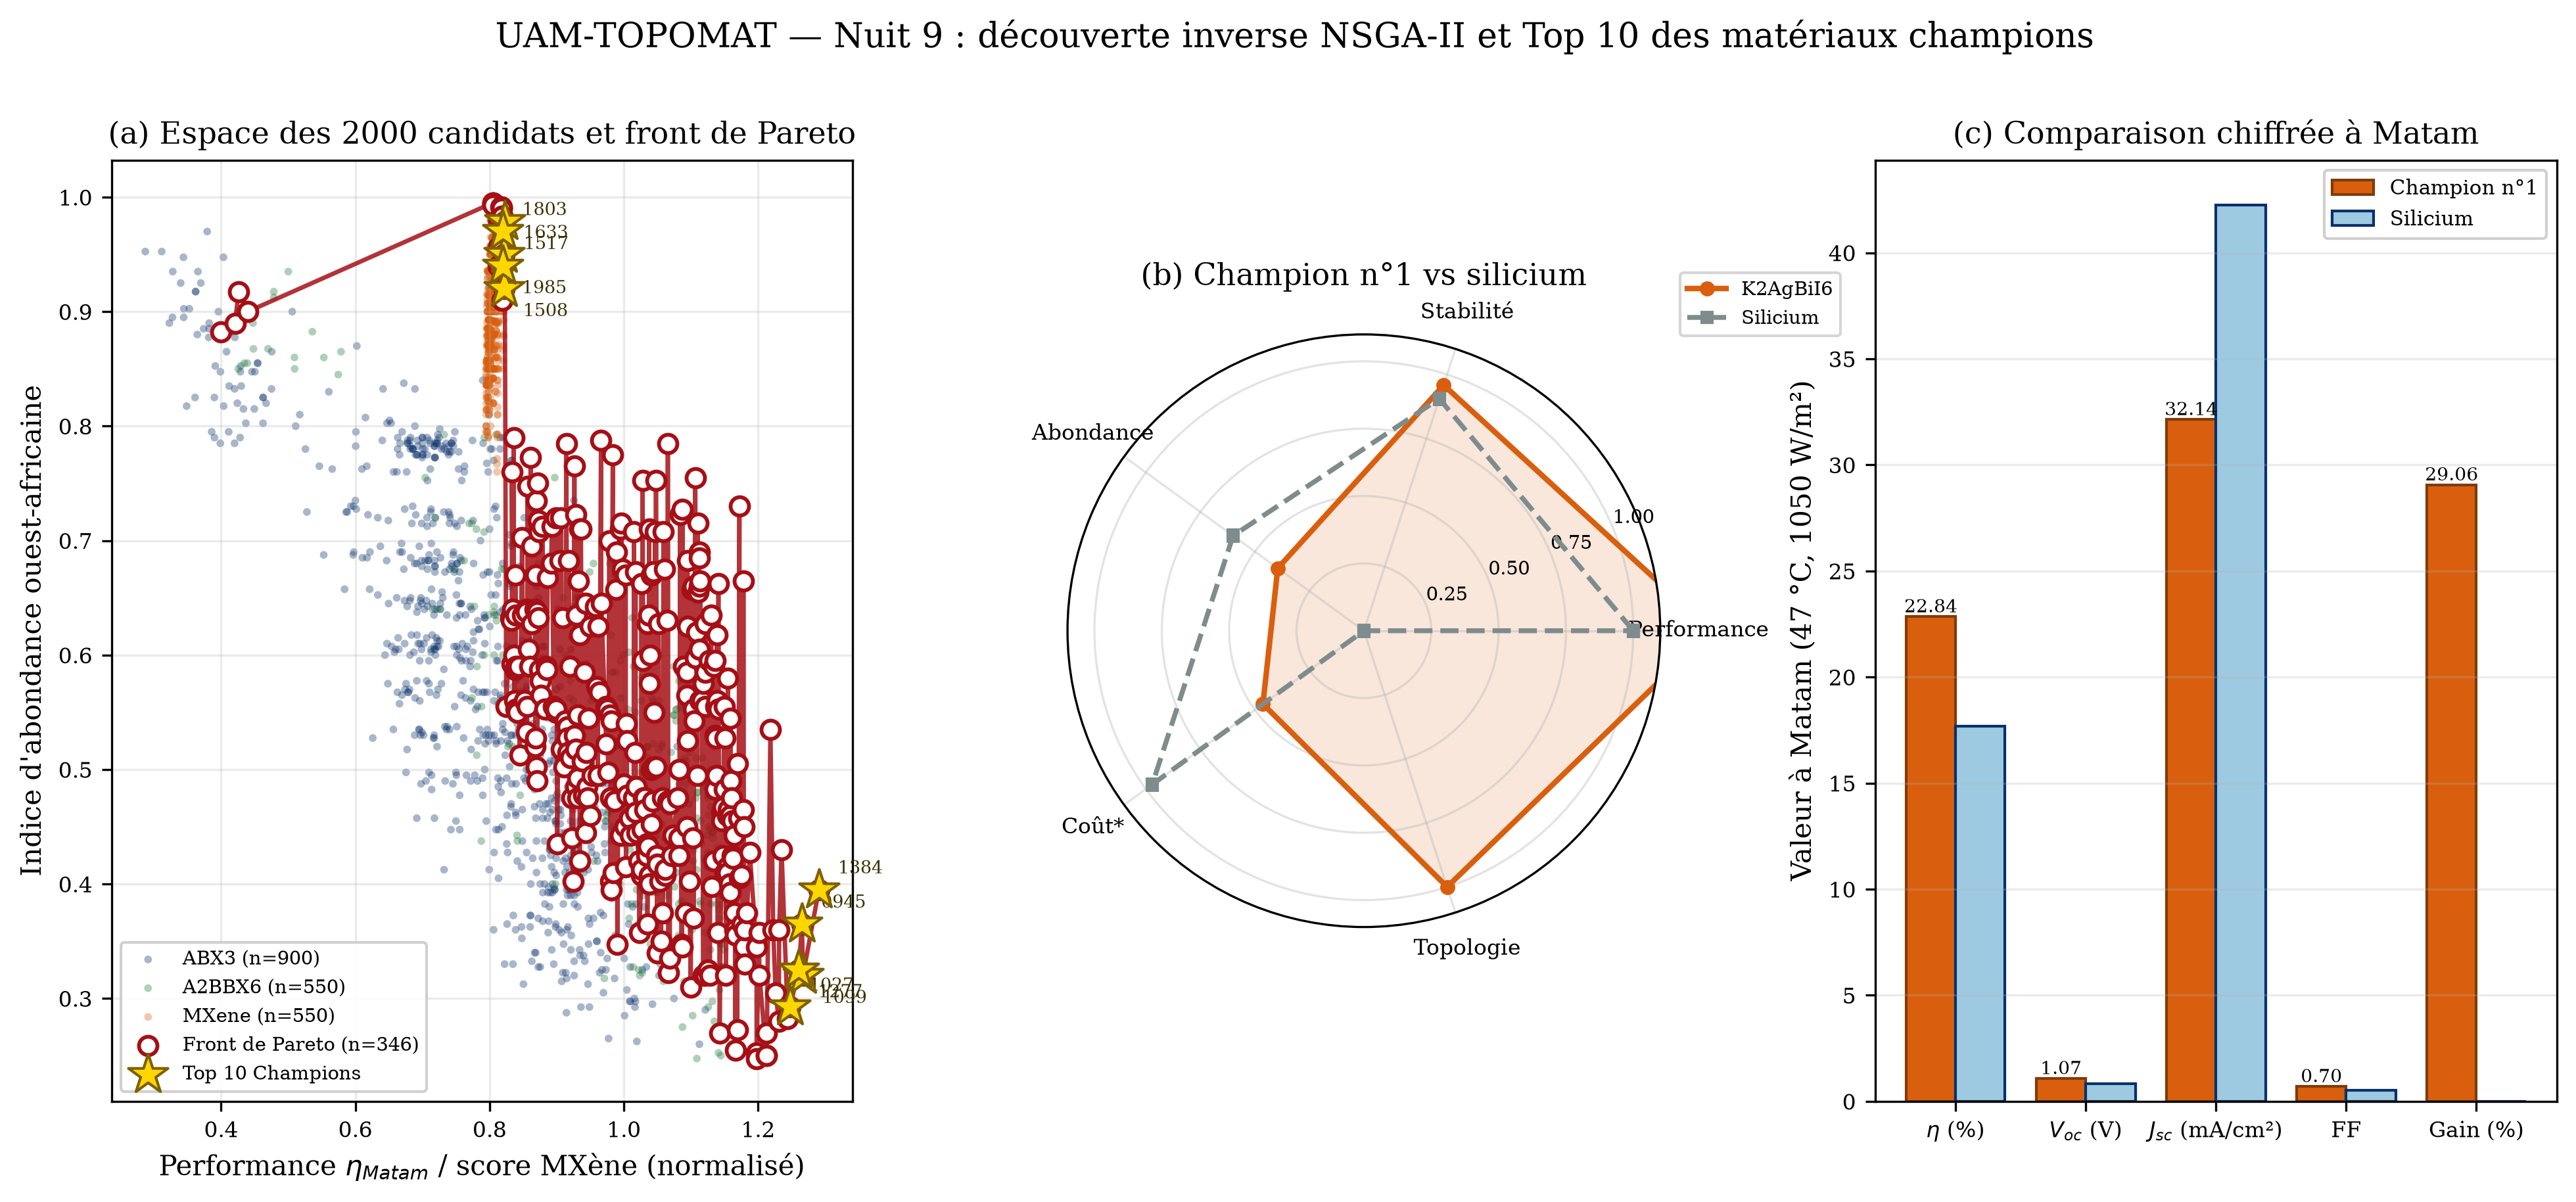 UAM-TOPOMAT — Nuit 9 : découverte inverse NSGA-II et Top 10 des matériaux champions
(a) Espace des 2000 candidats et front de Pareto
Indice d'abondance ouest-africaine
1.0
0.9
0.8
0.7
0.6
0.5
0.4
0.3
1803
1633
1517
1985
1508
1384
0945
1027
1277
1099
ABX3 (n=900)
A2BBX6 (n=550)
MXene (n=550)
Front de Pareto (n=346)
Top 10 Champions
0.4
0.6
0.8
1.0
1.2
Performance ηMatam / score MXène (normalisé)
(b) Champion n°1 vs silicium
K2AgBiI6
Silicium
Stabilité
Abondance
Performance
Coût*
Topologie
1.00
0.75
0.50
0.25
(c) Comparaison chiffrée à Matam
Champion n°1
Silicium
Valeur à Matam (47 °C, 1050 W/m²)
40
35
30
25
20
15
10
5
0
22.84
1.07
32.14
0.70
29.06
η (%)
Voc (V)
Jsc (mA/cm²)
FF
Gain (%)